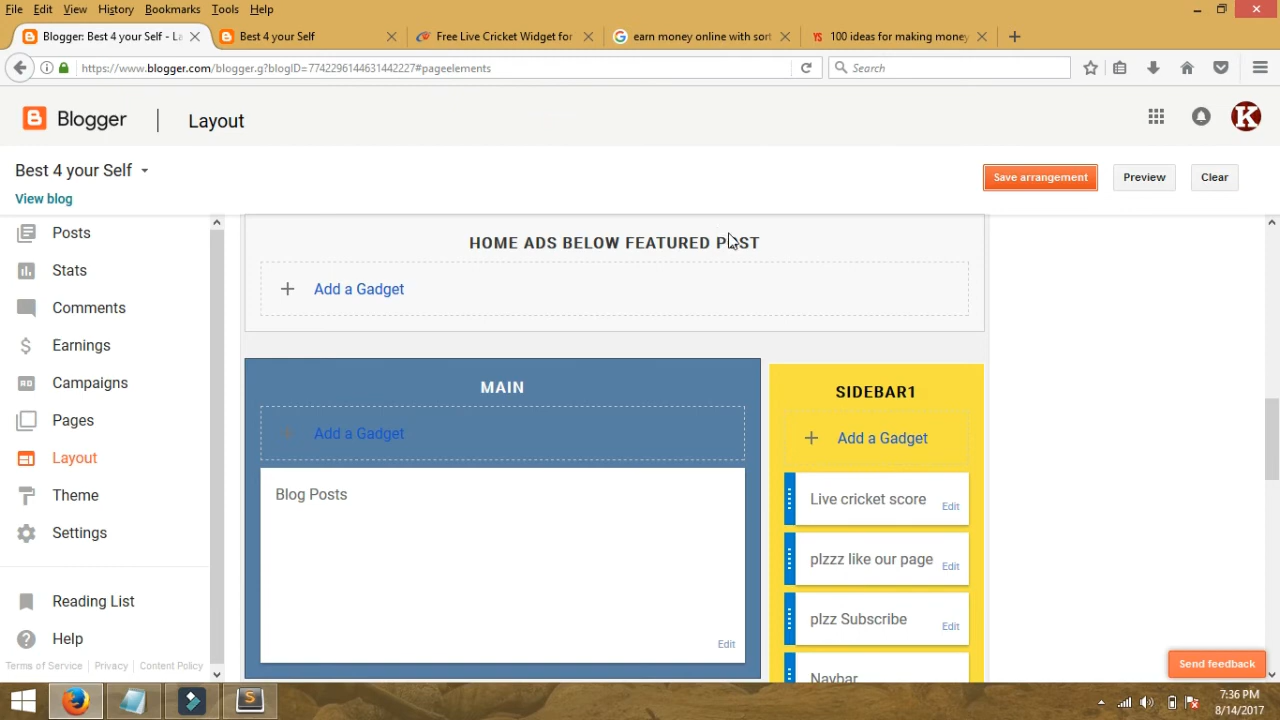 File Edit View History Bookmarks Tools Help
Blogger: Best 4 your Self - La
Best 4 your Self
Free Live Cricket Widget for
G earn money online with sort
YS 100 ideas for making money
https://www.blogger.com/blogger.g?blogID=7742296144631442227#pageelements
Search
Blogger Layout
K
Best 4 your Self
Save arrangement Preview Clear
View blog
Posts
Stats
Comments
Earnings
Campaigns
Pages
Layout
Theme
Settings
Reading List
Help
Terms of Service Privacy Content Policy
HOME ADS BELOW FEATURED POST
Add a Gadget
MAIN
Add a Gadget
Blog Posts
Edit
SIDEBAR1
Add a Gadget
Live cricket score Edit
plzzz like our page Edit
plzz Subscribe Edit
Navbar
Send feedback
7:36 PM
8/14/2017